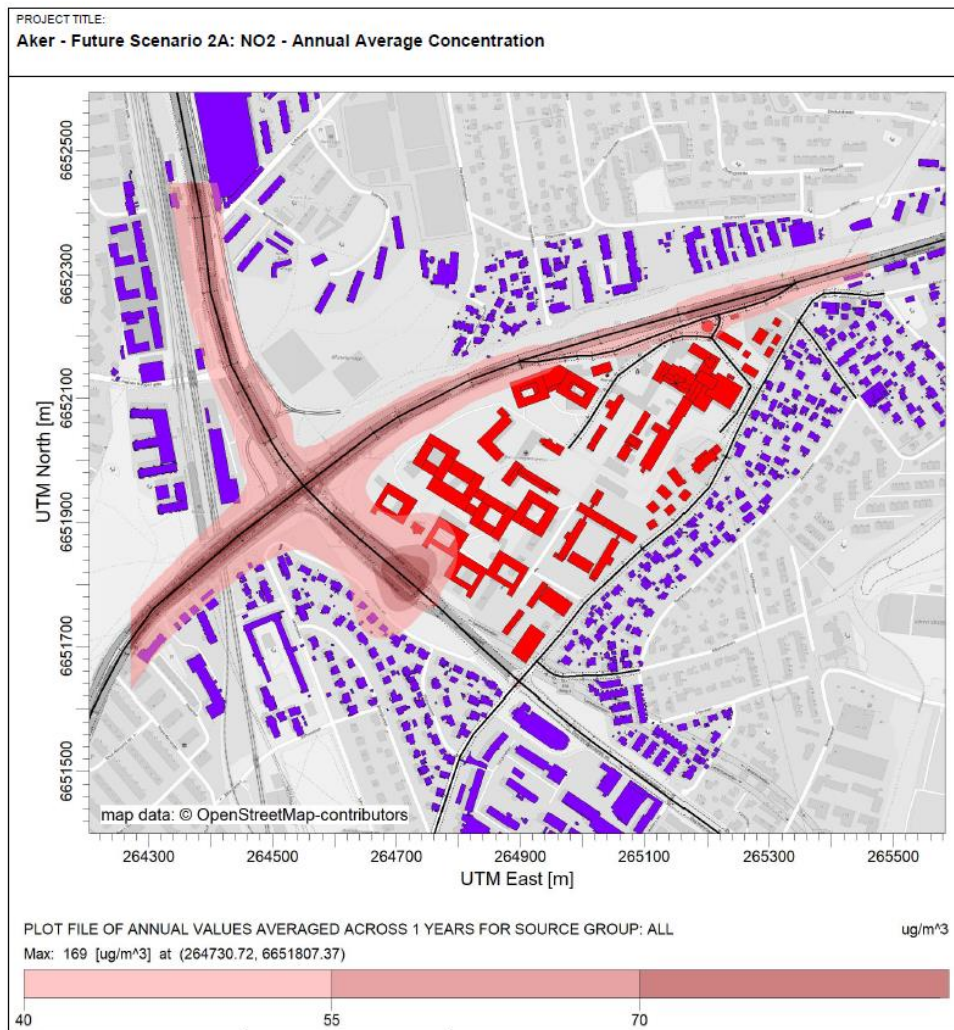 PROJECT TITLE:
Aker - Future Scenario 2A: NO2 - Annual Average Concentration
UTM North [m]
6652500
6652300
6652100
6651900
6651700
6651500
map data: © OpenStreetMap-contributors
264300 264500 264700 264900 265100 265300 265500
UTM East [m]
PLOT FILE OF ANNUAL VALUES AVERAGED ACROSS 1 YEARS FOR SOURCE GROUP: ALL ug/m^3
Max: 169 [ug/m^3] at (264730.72, 6651807.37)
40 55 70